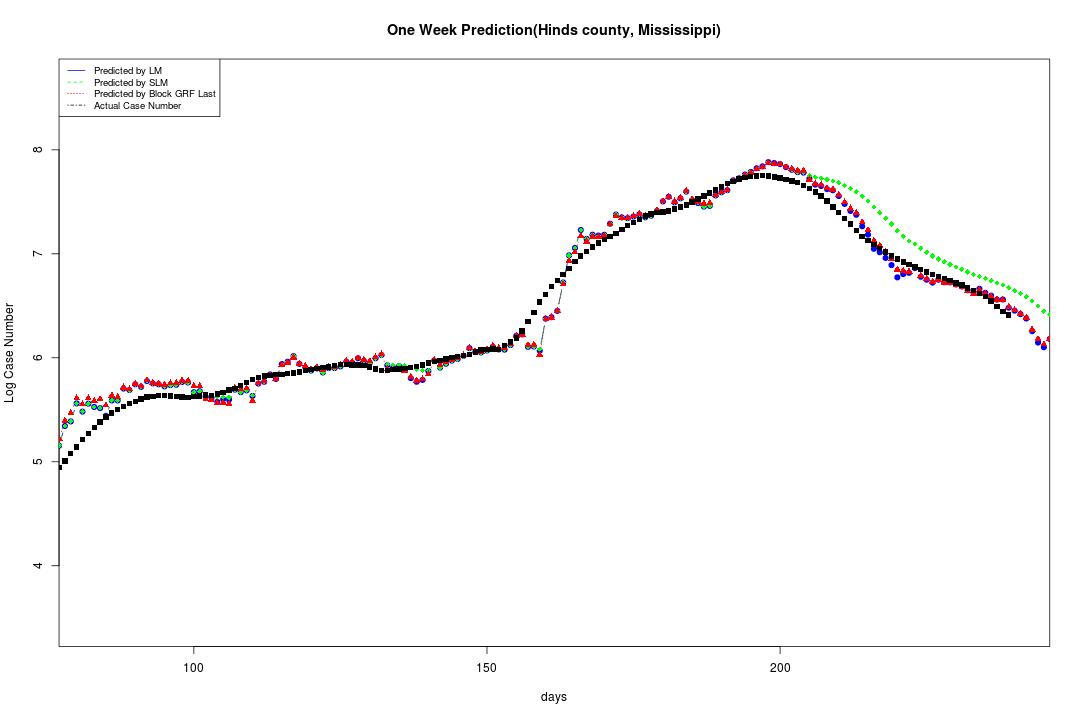 One Week Prediction(Hinds county, Mississippi)
Predicted by LM
Predicted by SLM
Predicted by Block GRF Last
Actual Case Number
8
7
6
5
4
Log Case Number
100
150
200
days